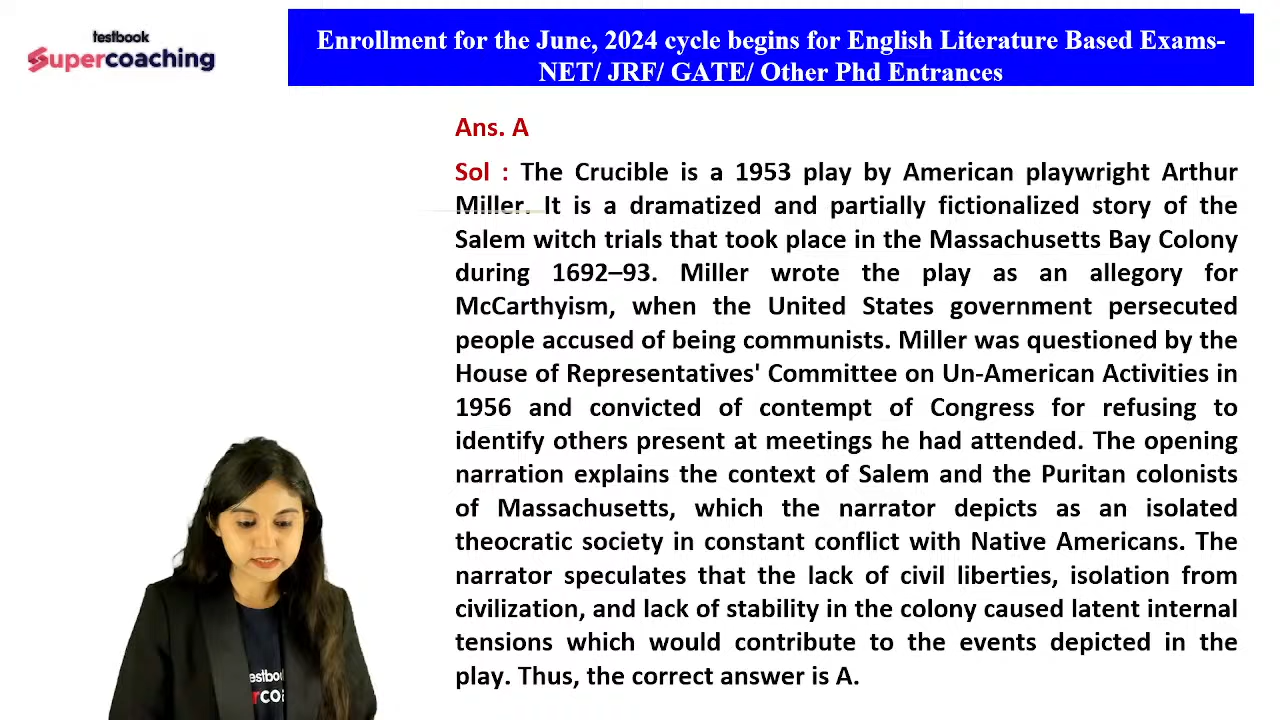 testbook
Supercoaching
Enrollment for the June, 2024 cycle begins for English Literature Based Exams-
NET/ JRF/ GATE/ Other Phd Entrances
Ans. A
Sol : The Crucible is a 1953 play by American playwright Arthur
Miller. It is a dramatized and partially fictionalized story of the
Salem witch trials that took place in the Massachusetts Bay Colony
during 1692–93. Miller wrote the play as an allegory for
McCarthyism, when the United States government persecuted
people accused of being communists. Miller was questioned by the
House of Representatives' Committee on Un-American Activities in
1956 and convicted of contempt of Congress for refusing to
identify others present at meetings he had attended. The opening
narration explains the context of Salem and the Puritan colonists
of Massachusetts, which the narrator depicts as an isolated
theocratic society in constant conflict with Native Americans. The
narrator speculates that the lack of civil liberties, isolation from
civilization, and lack of stability in the colony caused latent internal
tensions which would contribute to the events depicted in the
play. Thus, the correct answer is A.